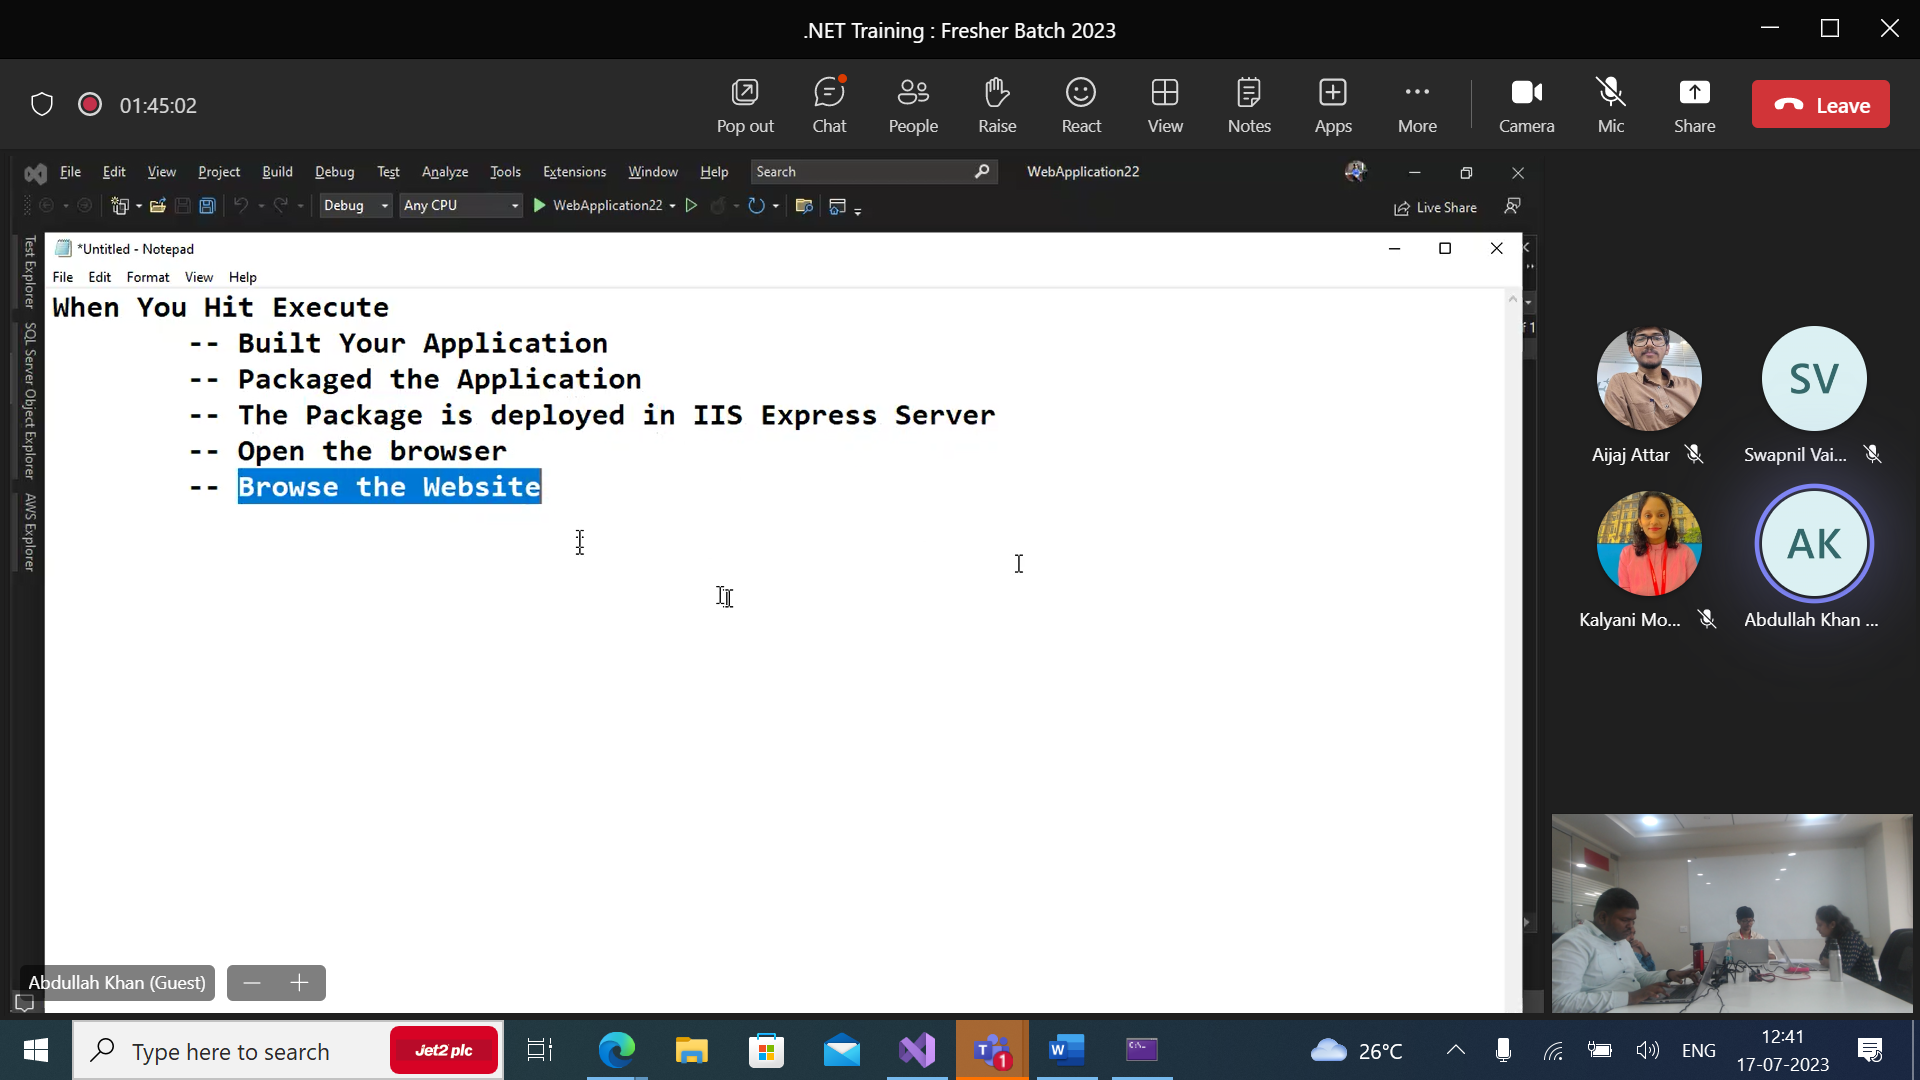 .NET Training : Fresher Batch 2023
01:45:02
Pop out
Chat
People
Raise
React
View
Notes
Apps
More
Camera
Mic
Share
Leave
File Edit View Project Build Debug Test Analyze Tools Extensions Window Help Search WebApplication22
Debug Any CPU WebApplication22 Live Share
Test Explorer
SQL Server Object Explorer
AWS Explorer
*Untitled - Notepad
File Edit Format View Help
When You Hit Execute
-- Built Your Application
-- Packaged the Application
-- The Package is deployed in IIS Express Server
-- Open the browser
-- Browse the Website
Aijaj Attar
SV
Swapnil Vai...
Kalyani Mo...
AK
Abdullah Khan ...
Abdullah Khan (Guest)
Type here to search
Jet2 plc
1
26°C
ENG
12:41
17-07-2023